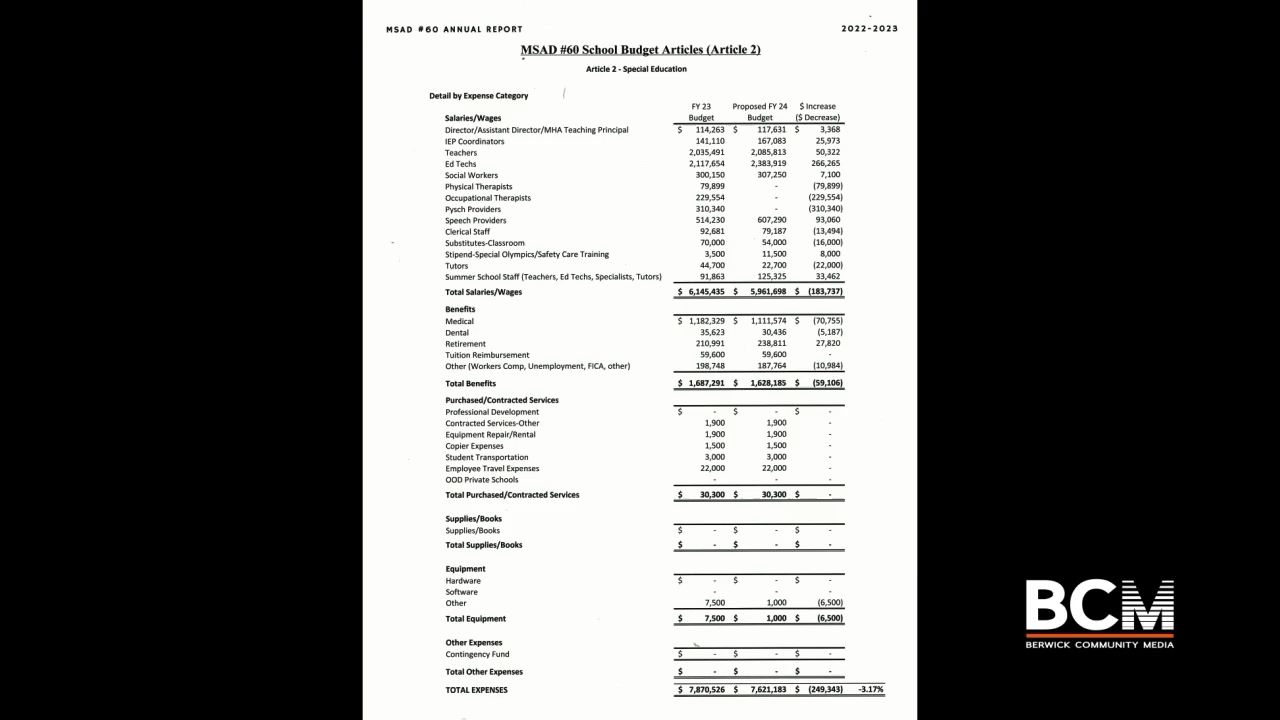 MSAD #60 ANNUAL REPORT 2022-2023
MSAD #60 School Budget Articles (Article 2)
Article 2 - Special Education
Detail by Expense Category
FY 23 Proposed FY 24 $ Increase
Salaries/Wages Budget Budget ($ Decrease)
Director/Assistant Director/MHA Teaching Principal $ 114,263 $ 117,631 $ 3,368
IEP Coordinators 141,110 167,083 25,973
Teachers 2,035,491 2,085,813 50,322
Ed Techs 2,117,654 2,383,919 266,265
Social Workers 300,150 307,250 7,100
Physical Therapists 79,899 - (79,899)
Occupational Therapists 229,554 - (229,554)
Pysch Providers 310,340 - (310,340)
Speech Providers 514,230 607,290 93,060
Clerical Staff 92,681 79,187 (13,494)
Substitutes-Classroom 70,000 54,000 (16,000)
Stipend-Special Olympics/Safety Care Training 3,500 11,500 8,000
Tutors 44,700 22,700 (22,000)
Summer School Staff (Teachers, Ed Techs, Specialists, Tutors) 91,863 125,325 33,462
Total Salaries/Wages $ 6,145,435 $ 5,961,698 $ (183,737)
Benefits
Medical $ 1,182,329 $ 1,111,574 $ (70,755)
Dental 35,623 30,436 (5,187)
Retirement 210,991 238,811 27,820
Tuition Reimbursement 59,600 59,600 -
Other (Workers Comp, Unemployment, FICA, other) 198,748 187,764 (10,984)
Total Benefits $ 1,687,291 $ 1,628,185 $ (59,106)
Purchased/Contracted Services
Professional Development $ - $ - $ -
Contracted Services-Other 1,900 1,900 -
Equipment Repair/Rental 1,900 1,900 -
Copier Expenses 1,500 1,500 -
Student Transportation 3,000 3,000 -
Employee Travel Expenses 22,000 22,000 -
OOD Private Schools - - -
Total Purchased/Contracted Services $ 30,300 $ 30,300 $ -
Supplies/Books
Supplies/Books $ - $ - $ -
Total Supplies/Books $ - $ - $ -
Equipment
Hardware $ - $ - $ -
Software - - -
Other 7,500 1,000 (6,500)
Total Equipment $ 7,500 $ 1,000 $ (6,500)
Other Expenses
Contingency Fund $ - $ - $ -
Total Other Expenses $ - $ - $ -
TOTAL EXPENSES $ 7,870,526 $ 7,621,183 $ (249,343) -3.17%
BCM
BERWICK COMMUNITY MEDIA